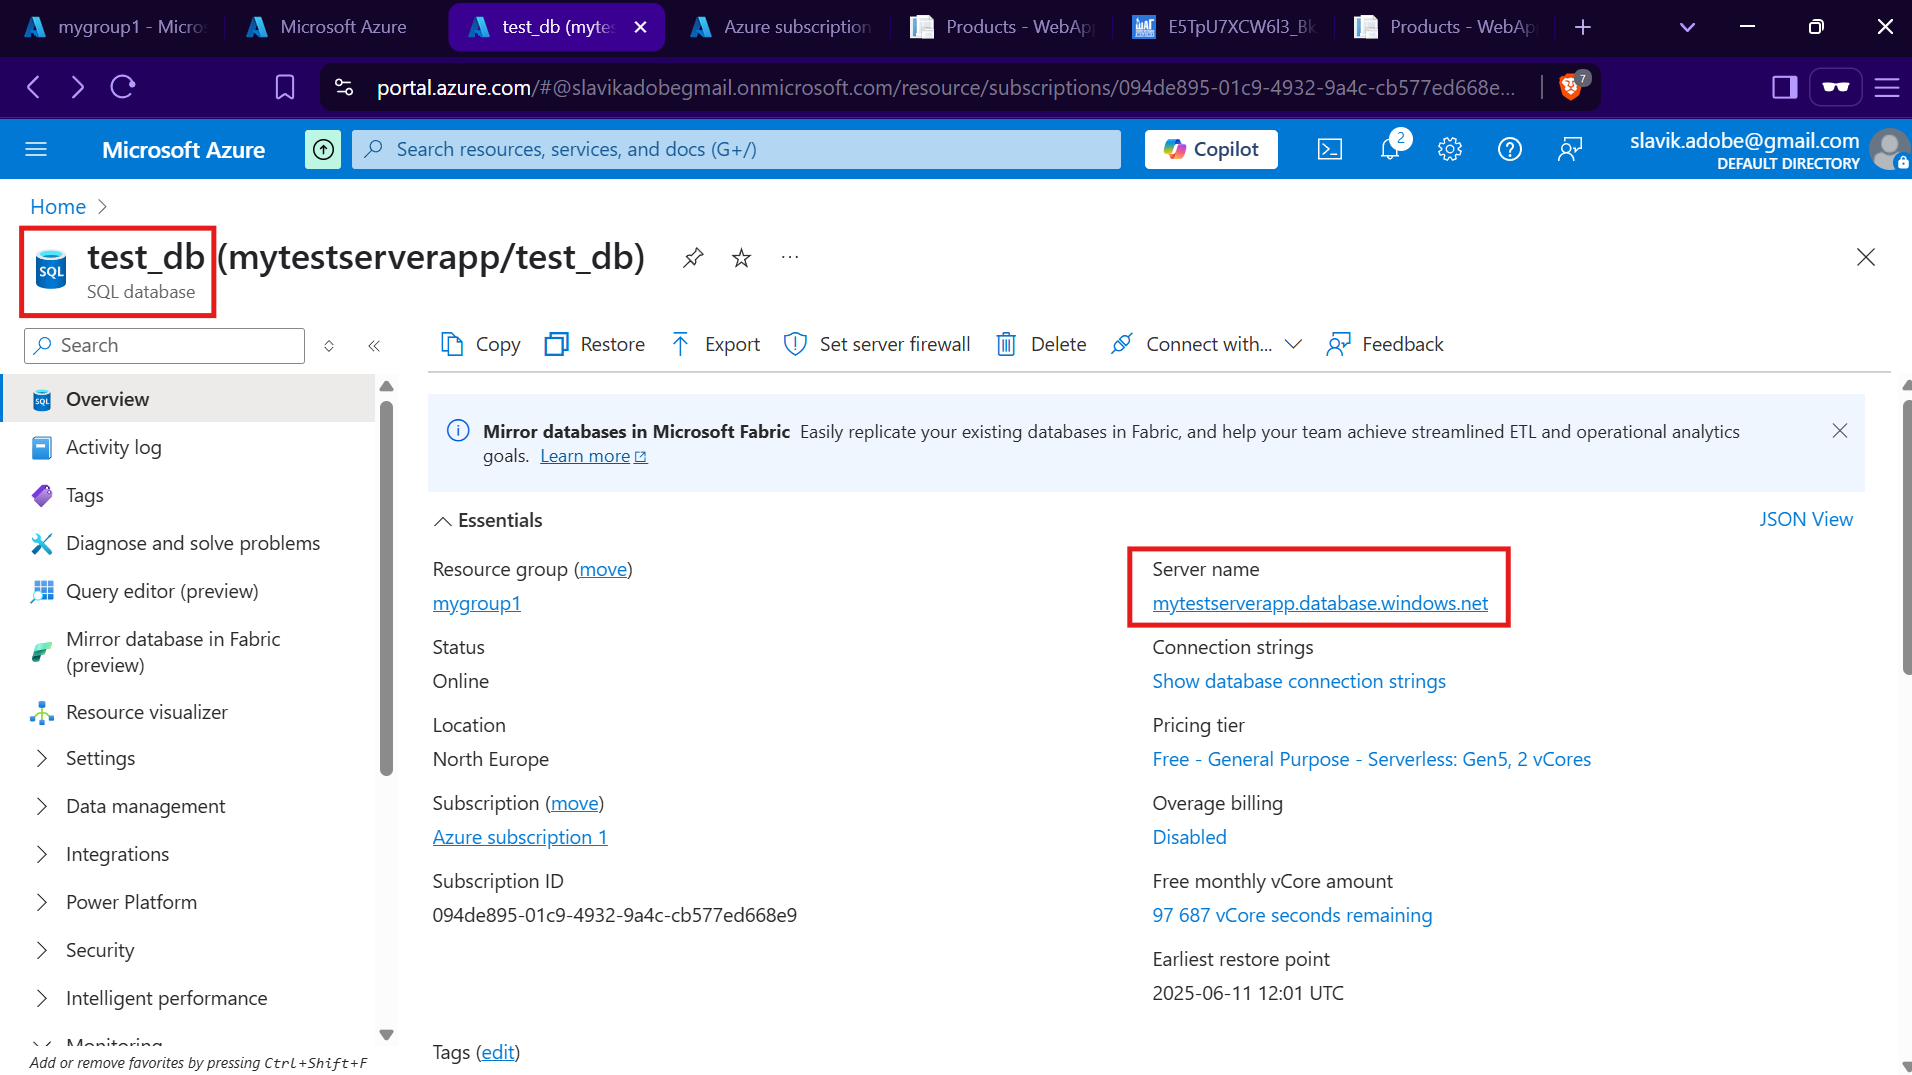 mygroup1 - Micros
Microsoft Azure
test_db (mytes
Azure subscription
Products - WebAp
E5TpU7XCW6l3_Bk
Products - WebAp
portal.azure.com/#@slavikadobegmail.onmicrosoft.com/resource/subscriptions/094de895-01c9-4932-9a4c-cb577ed668e...
7
Microsoft Azure
Search resources, services, and docs (G+/)
Copilot
2
slavik.adobe@gmail.com
DEFAULT DIRECTORY
Home
test_db (mytestserverapp/test_db)
SQL
SQL database
Search
Copy
Restore
Export
Set server firewall
Delete
Connect with...
Feedback
Overview
Activity log
Tags
Diagnose and solve problems
Query editor (preview)
Mirror database in Fabric
(preview)
Resource visualizer
Settings
Data management
Integrations
Power Platform
Security
Intelligent performance
Monitoring
Add or remove favorites by pressing Ctrl+Shift+F
Mirror databases in Microsoft Fabric Easily replicate your existing databases in Fabric, and help your team achieve streamlined ETL and operational analytics
goals. Learn more
Essentials
JSON View
Resource group (move)
mygroup1
Status
Online
Location
North Europe
Subscription (move)
Azure subscription 1
Subscription ID
094de895-01c9-4932-9a4c-cb577ed668e9
Server name
mytestserverapp.database.windows.net
Connection strings
Show database connection strings
Pricing tier
Free - General Purpose - Serverless: Gen5, 2 vCores
Overage billing
Disabled
Free monthly vCore amount
97 687 vCore seconds remaining
Earliest restore point
2025-06-11 12:01 UTC
Tags (edit)